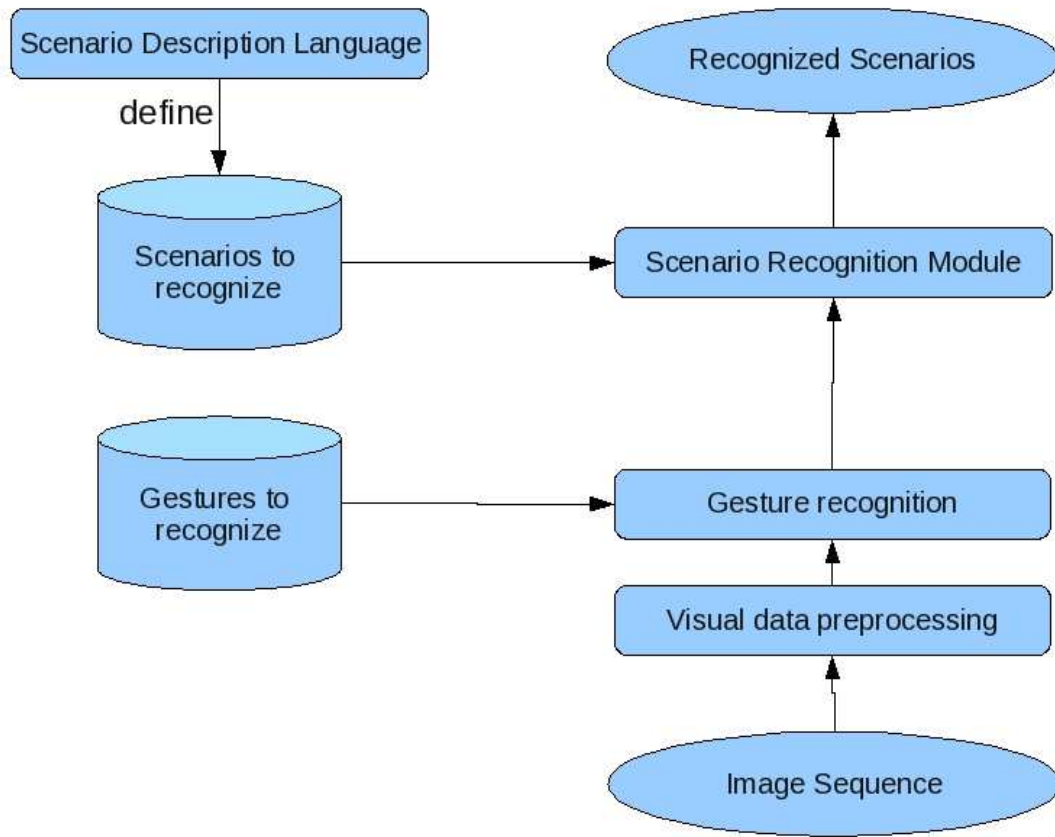 Scenario Description Language
Recognized Scenarios
define
Scenarios to
recognize
Scenario Recognition Module
Gestures to
recognize
Gesture recognition
Visual data preprocessing
Image Sequence